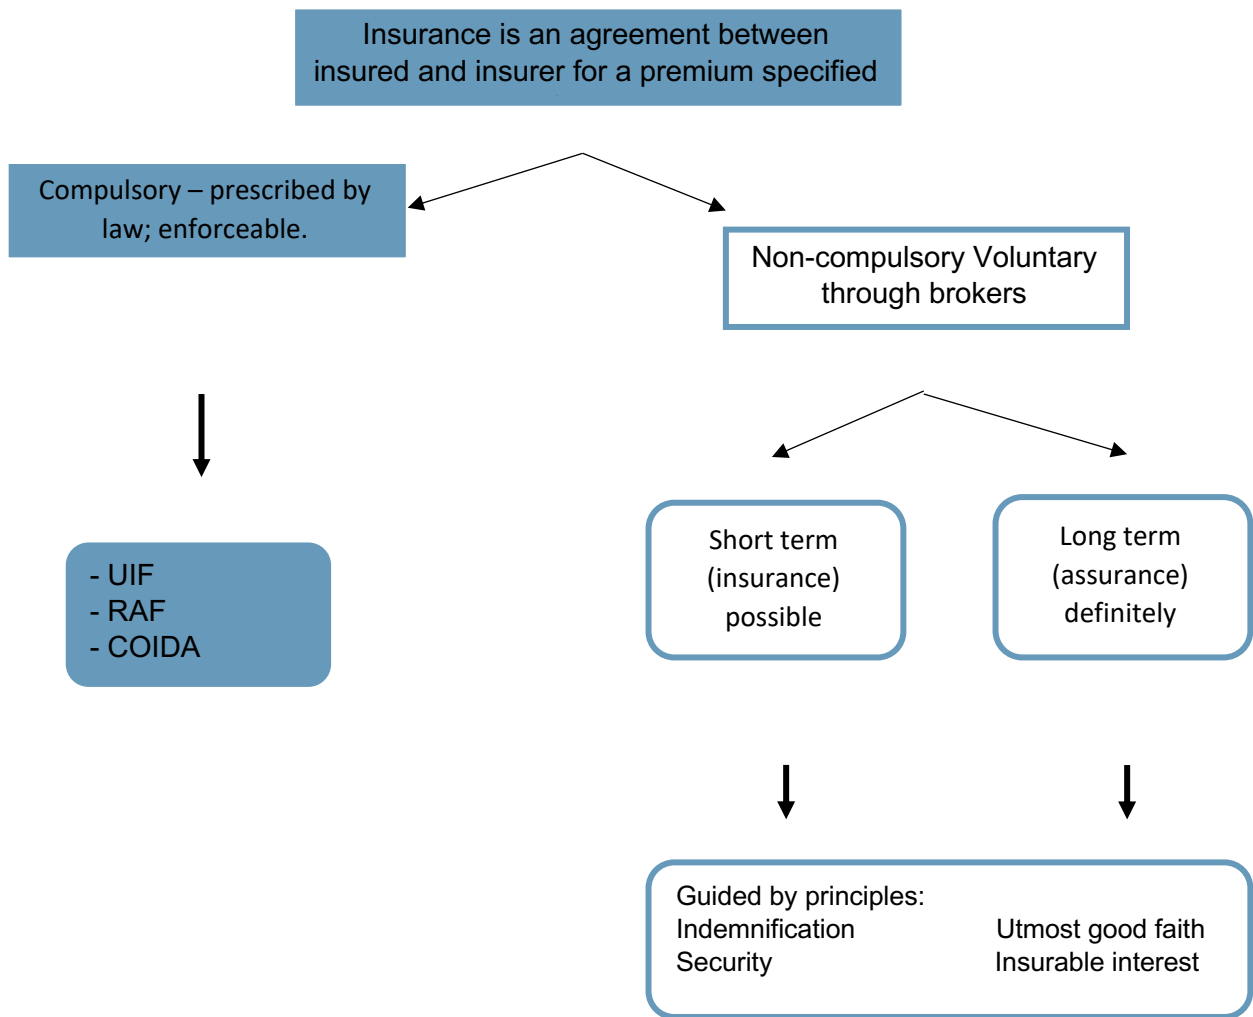 Insurance is an agreement between
insured and insurer for a premium specified
Compulsory – prescribed by
law; enforceable.
Non-compulsory Voluntary
through brokers
- UIF
- RAF
- COIDA
Short term
(insurance)
possible
Long term
(assurance)
definitely
Guided by principles:
Indemnification Utmost good faith
Security Insurable interest